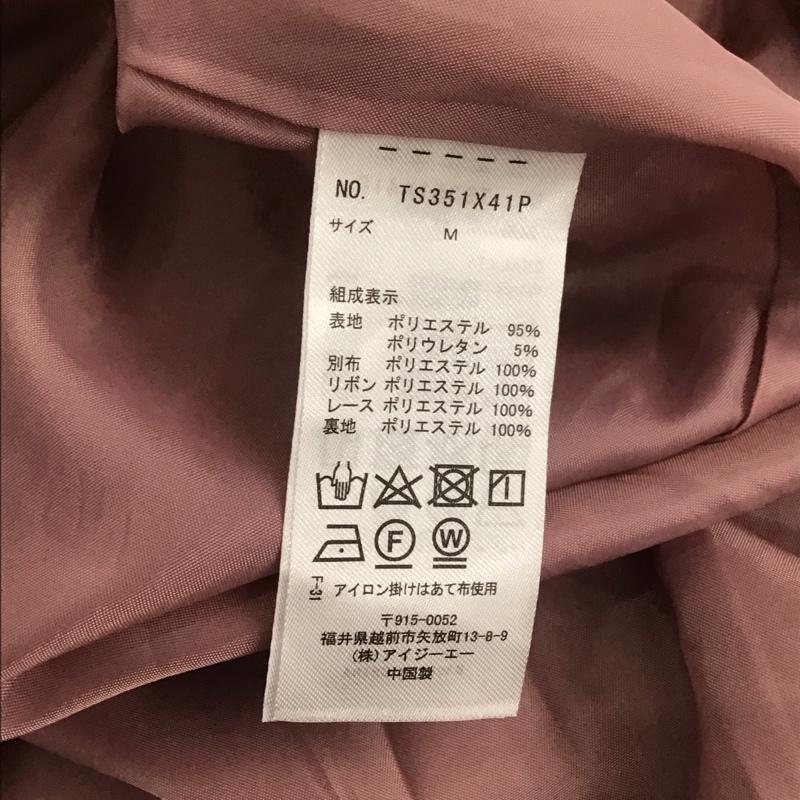 NO. TS351X41P
サイズ M
組成表示
表地 ポリエステル 95%
ポリウレタン 5%
別布 ポリエステル 100%
リボン ポリエステル 100%
レース ポリエステル 100%
裏地 ポリエステル 100%
F W
アイロン掛けはあて布使用
〒915-0052
福井県越前市矢放町13-8-9
(株)アイジーエー
中国製